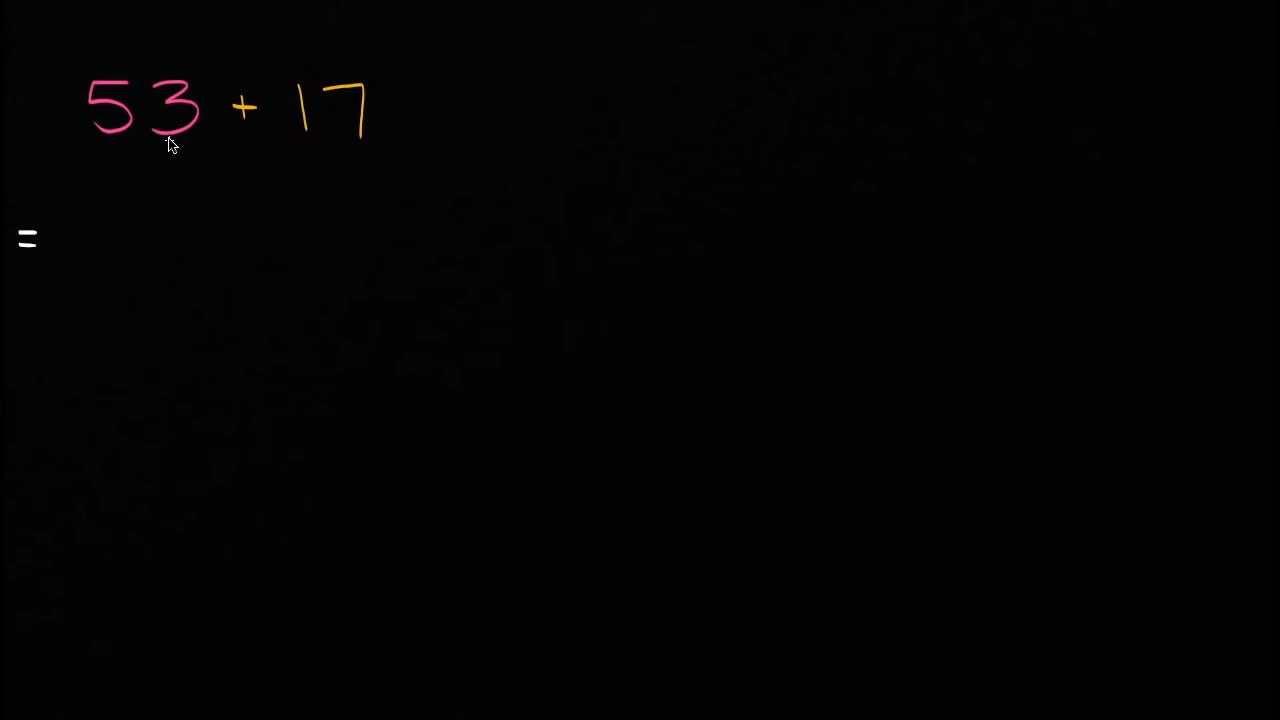 53 + 17
=